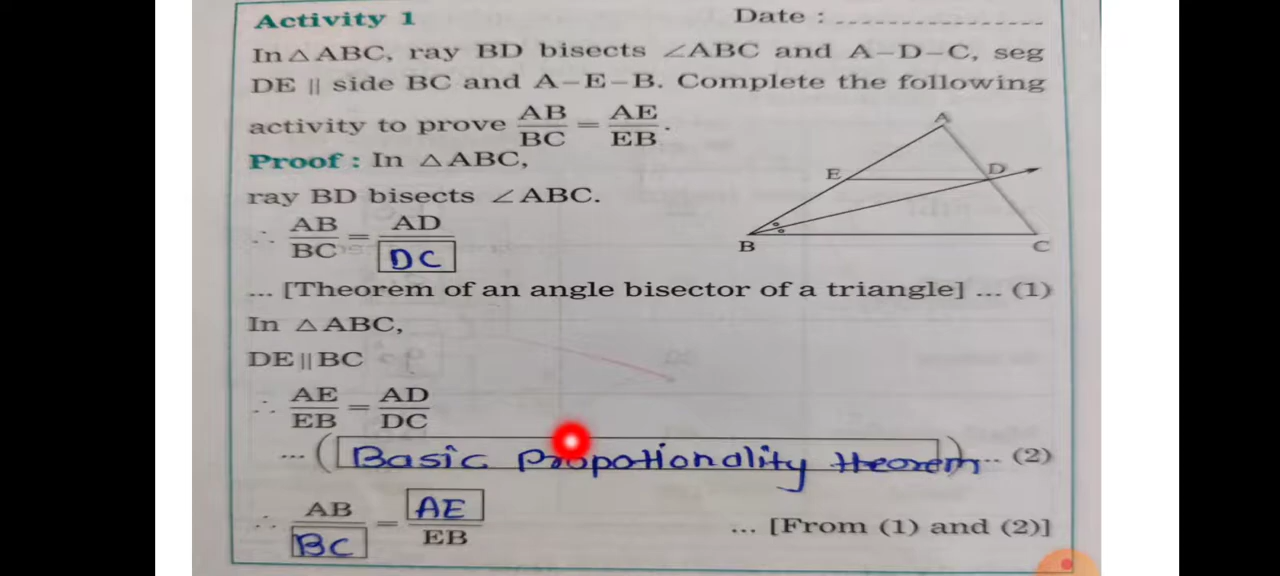 Activity 1 Date : ................
In △ABC, ray BD bisects ∠ABC and A–D–C, seg
DE || side BC and A–E–B. Complete the following
activity to prove AB/BC = AE/EB.
Proof : In △ABC,
ray BD bisects ∠ABC.
∴ AB/BC = AD/DC
... [Theorem of an angle bisector of a triangle] ... (1)
In △ABC,
DE || BC
∴ AE/EB = AD/DC
... (Basic Propotionality theorem) ... (2)
∴ AB/BC = AE/EB ... [From (1) and (2)]
A
E
D
B
C